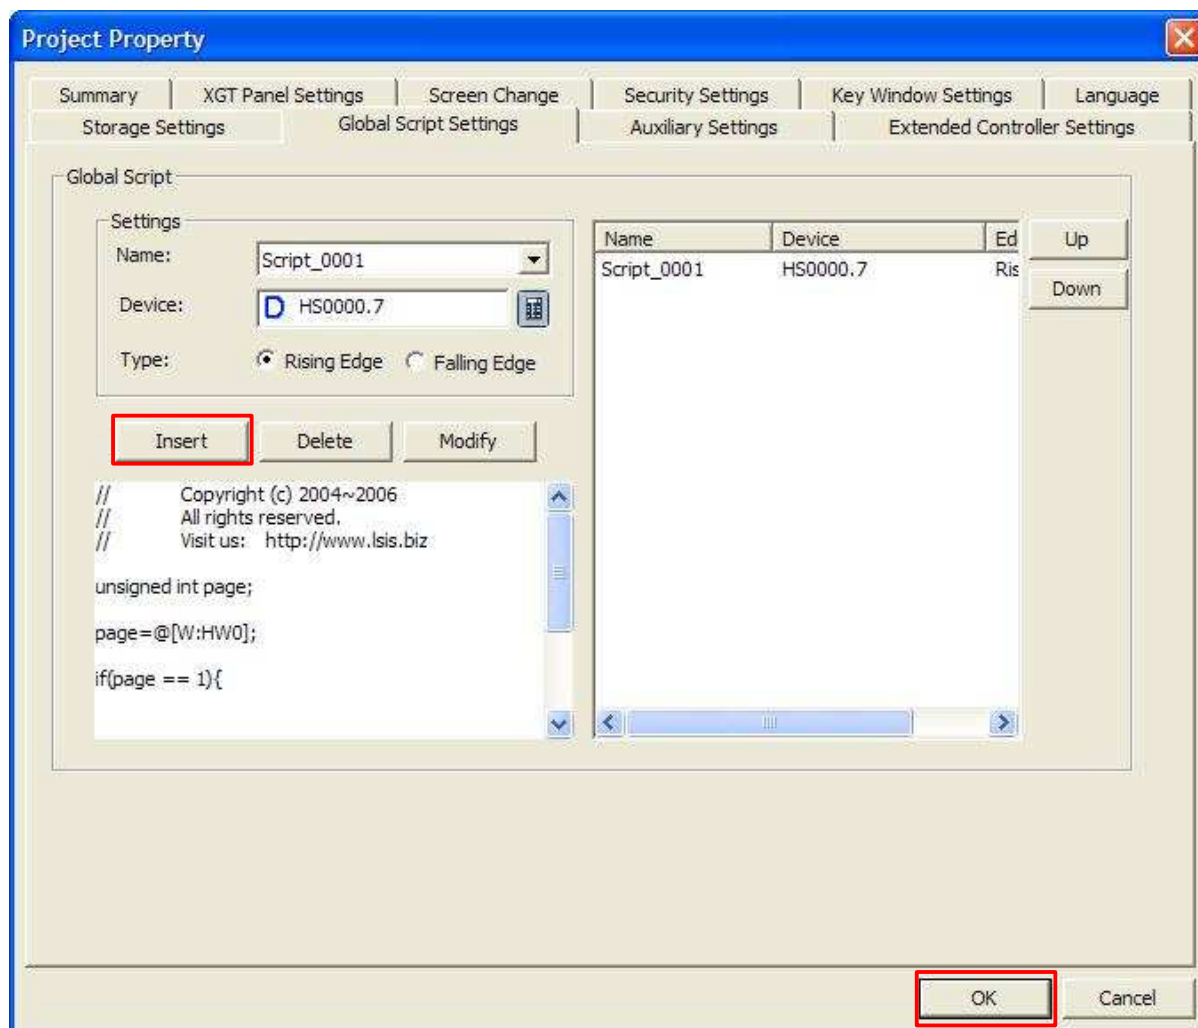 Project Property
Summary XGT Panel Settings Screen Change Security Settings Key Window Settings Language
Storage Settings Global Script Settings Auxiliary Settings Extended Controller Settings
Global Script
Settings
Name: Script_0001
Device: D HS0000.7
Type: Rising Edge Falling Edge
Insert Delete Modify
// Copyright (c) 2004~2006
// All rights reserved.
// Visit us: http://www.lsis.biz
unsigned int page;
page=@[W:HW0];
if(page == 1){
Name Device Ed
Script_0001 HS0000.7 Ris
Up
Down
OK Cancel